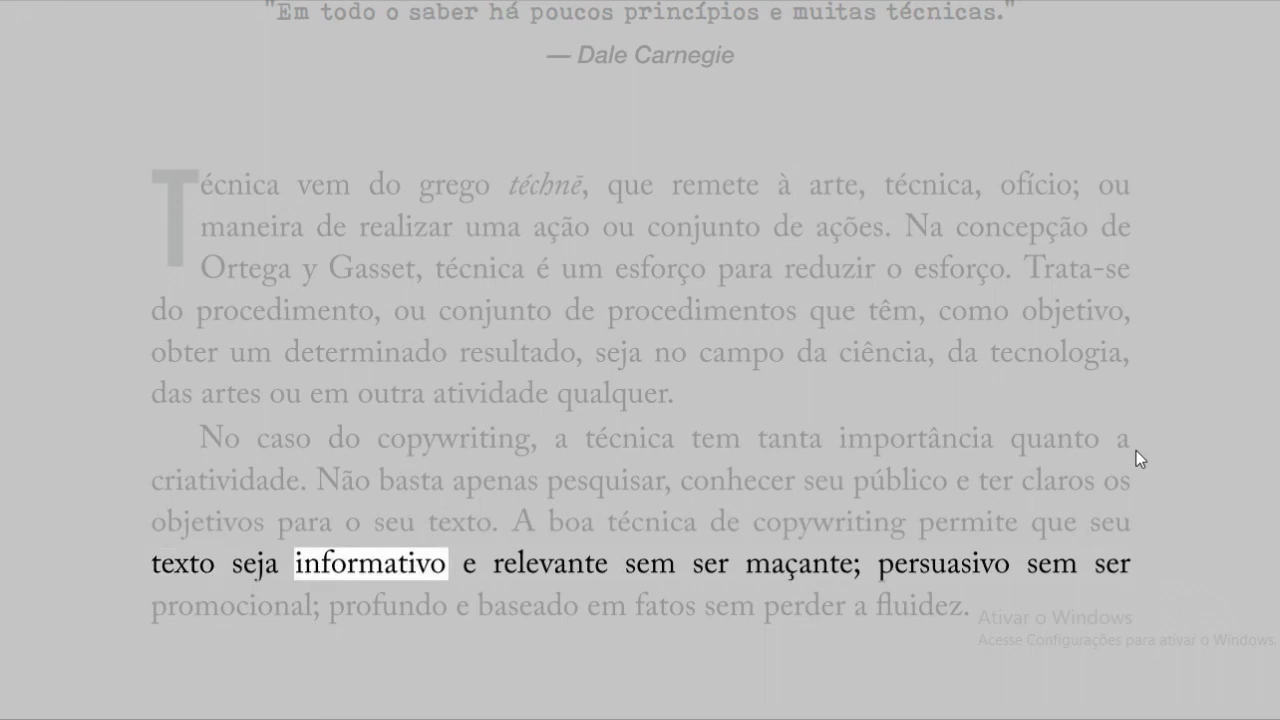 "Em todo o saber há poucos princípios e muitas técnicas."
— Dale Carnegie
Técnica vem do grego téchnē, que remete à arte, técnica, ofício; ou
maneira de realizar uma ação ou conjunto de ações. Na concepção de
Ortega y Gasset, técnica é um esforço para reduzir o esforço. Trata-se
do procedimento, ou conjunto de procedimentos que têm, como objetivo,
obter um determinado resultado, seja no campo da ciência, da tecnologia,
das artes ou em outra atividade qualquer.
No caso do copywriting, a técnica tem tanta importância quanto a
criatividade. Não basta apenas pesquisar, conhecer seu público e ter claros os
objetivos para o seu texto. A boa técnica de copywriting permite que seu
texto seja informativo e relevante sem ser maçante; persuasivo sem ser
promocional; profundo e baseado em fatos sem perder a fluidez.
Ativar o Windows
Acesse Configurações para ativar o Windows.